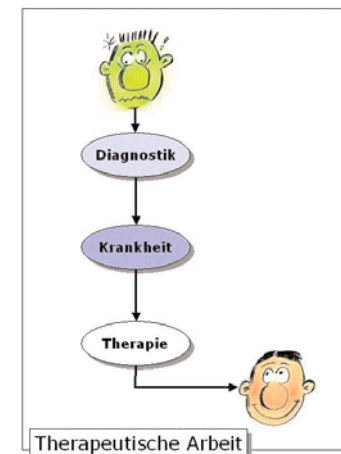 Diagnostik
Krankheit
Therapie
Therapeutische Arbeit